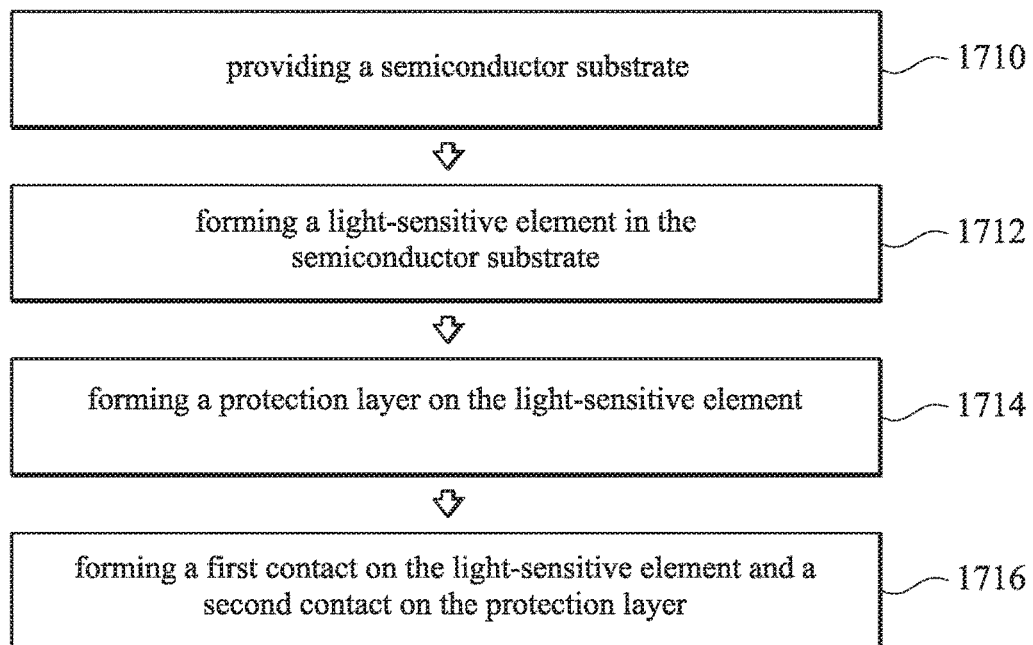 providing a semiconductor substrate
1710
forming a light-sensitive element in the
semiconductor substrate
1712
forming a protection layer on the light-sensitive element
1714
forming a first contact on the light-sensitive element and a
second contact on the protection layer
1716